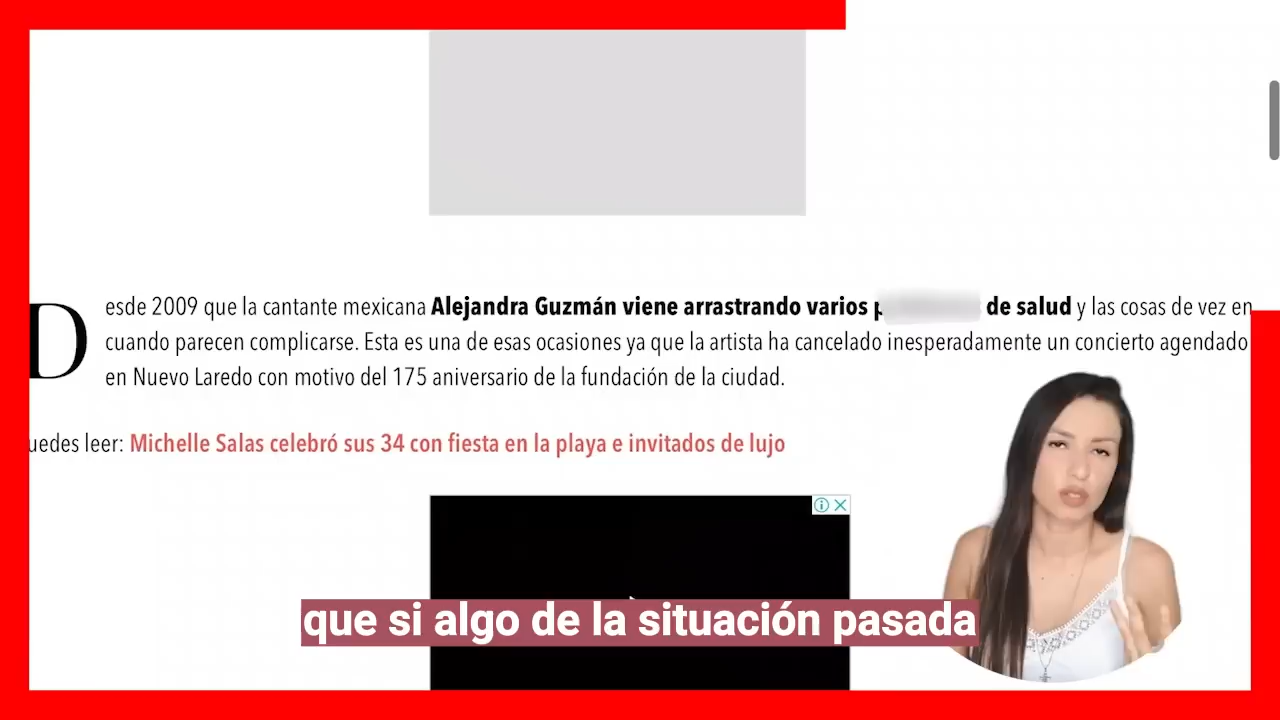 Desde 2009 que la cantante mexicana Alejandra Guzmán viene arrastrando varios p de salud y las cosas de vez en
cuando parecen complicarse. Esta es una de esas ocasiones ya que la artista ha cancelado inesperadamente un concierto agendado
en Nuevo Laredo con motivo del 175 aniversario de la fundación de la ciudad.
uedes leer: Michelle Salas celebró sus 34 con fiesta en la playa e invitados de lujo
que si algo de la situación pasada